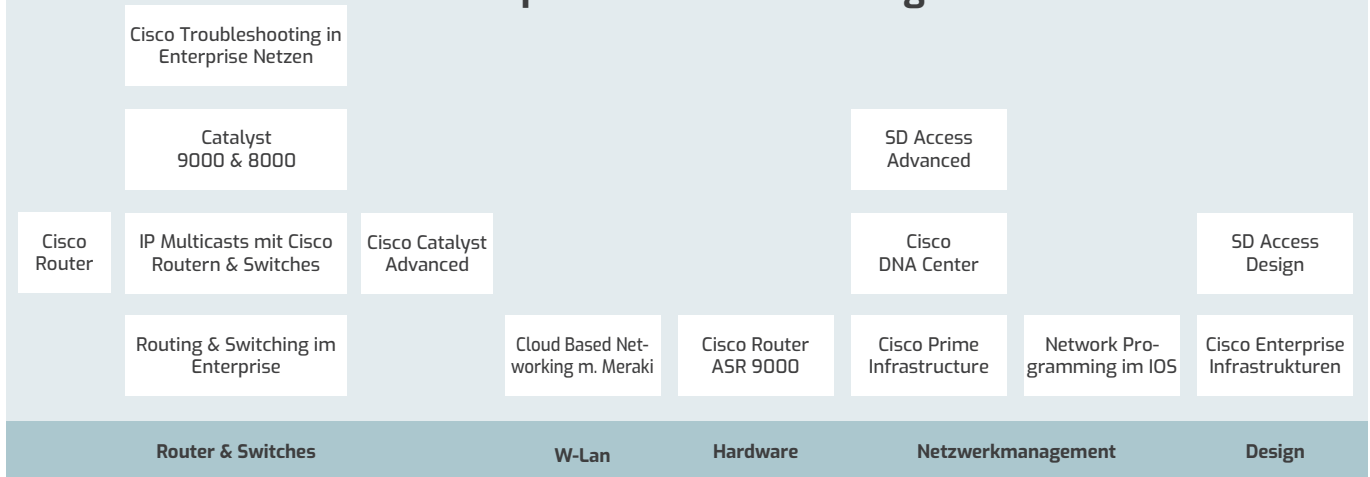 Cisco Troubleshooting in
Enterprise Netzen
Catalyst
9000 & 8000
SD Access
Advanced
Cisco
Router
IP Multicasts mit Cisco
Routern & Switches
Cisco Catalyst
Advanced
Cisco
DNA Center
SD Access
Design
Routing & Switching im
Enterprise
Cloud Based Net-
working m. Meraki
Cisco Router
ASR 9000
Cisco Prime
Infrastructure
Network Pro-
gramming im IOS
Cisco Enterprise
Infrastrukturen
Router & Switches
W-Lan
Hardware
Netzwerkmanagement
Design